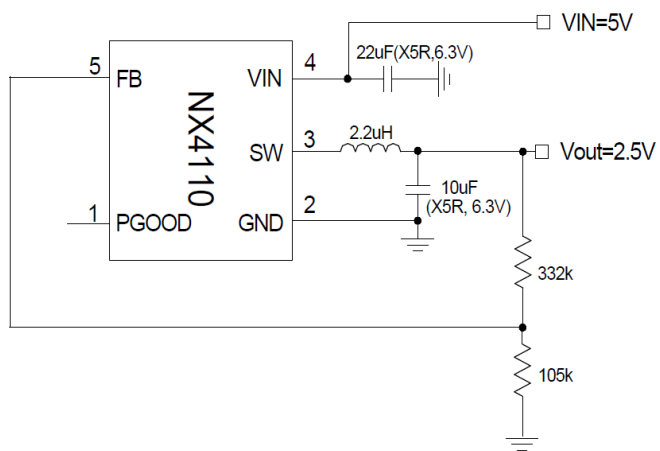 VIN=5V
5
FB
VIN
4
22uF(X5R,6.3V)
NX4110
SW
3
2.2uH
Vout=2.5V
10uF
(X5R, 6.3V)
1
PGOOD
GND
2
332k
105k